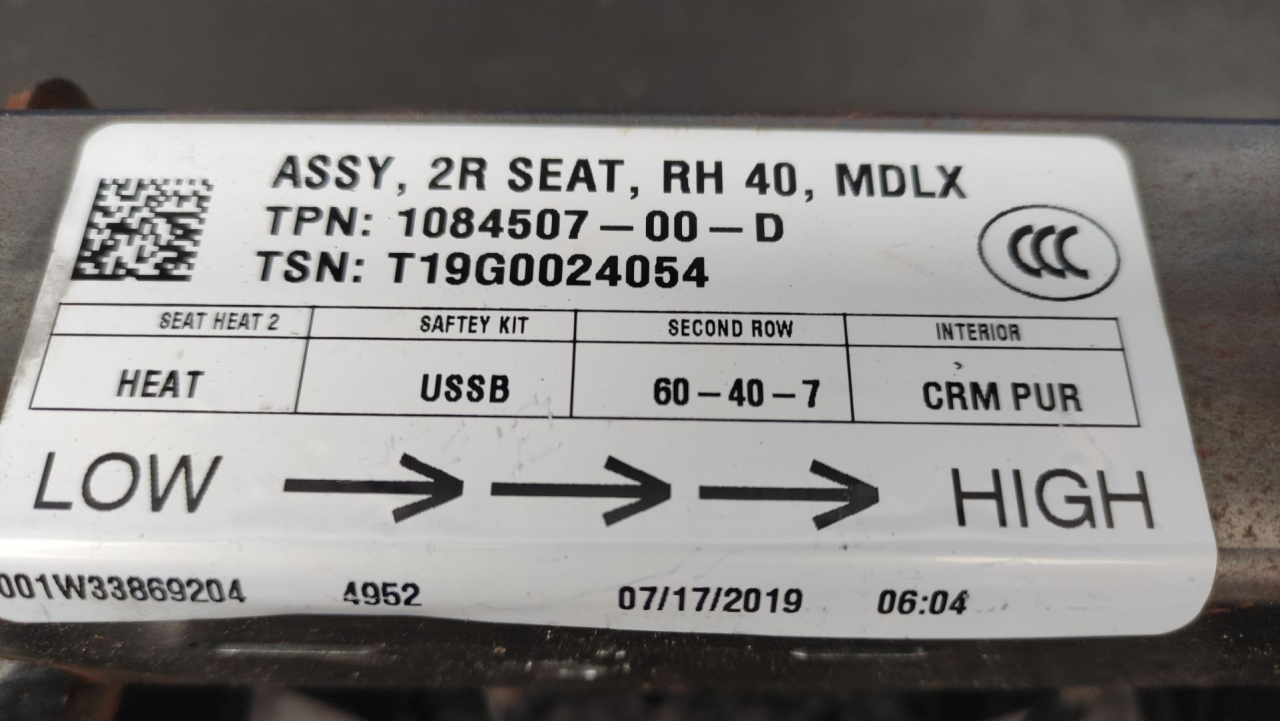 ASSY, 2R SEAT, RH 40, MDLX
TPN: 1084507-00-D
TSN: T19G0024054
CCC
SEAT HEAT 2 SAFTEY KIT SECOND ROW INTERIOR
HEAT USSB 60-40-7 CRM PUR
LOW HIGH
001W33869204 4952 07/17/2019 06:04